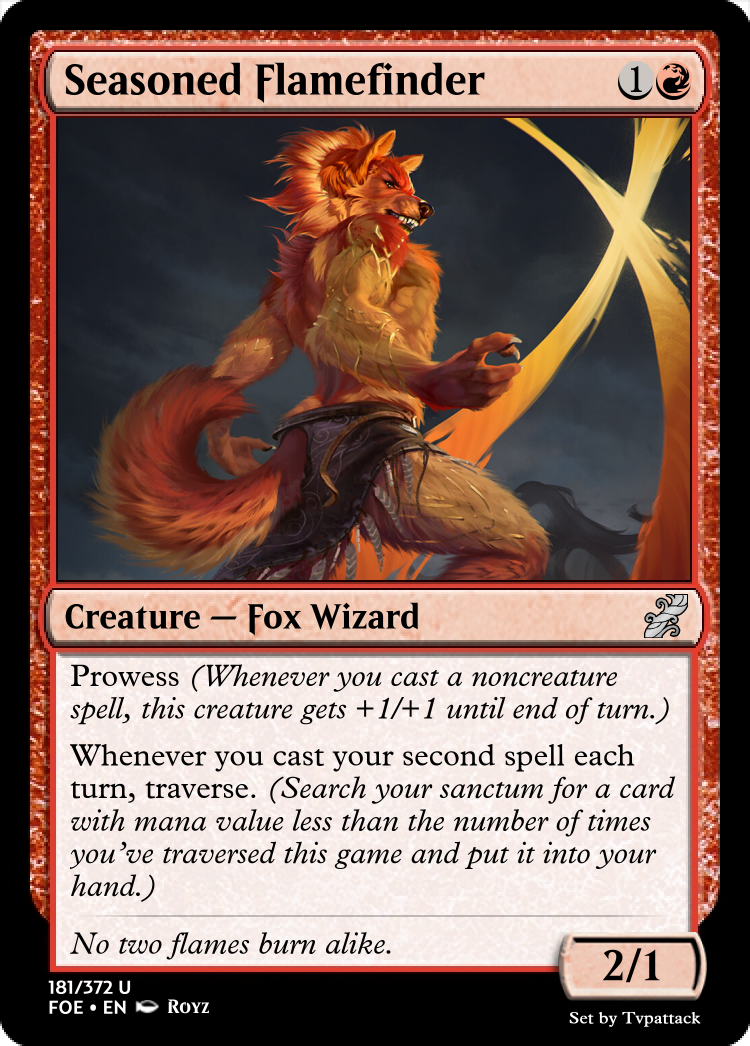 Seasoned Flamefinder
1
Creature — Fox Wizard
Prowess (Whenever you cast a noncreature
spell, this creature gets +1/+1 until end of turn.)
Whenever you cast your second spell each
turn, traverse. (Search your sanctum for a card
with mana value less than the number of times
you've traversed this game and put it into your
hand.)
No two flames burn alike.
2/1
181/372 U
FOE • EN Royz
Set by Tvpattack